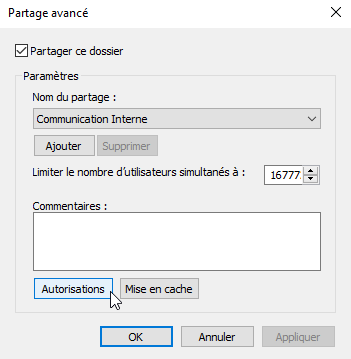 Partage avancé
Partager ce dossier
Paramètres
Nom du partage :
Communication Interne
Ajouter
Supprimer
Limiter le nombre d'utilisateurs simultanés à :
16777
Commentaires :
Autorisations
Mise en cache
OK
Annuler
Appliquer